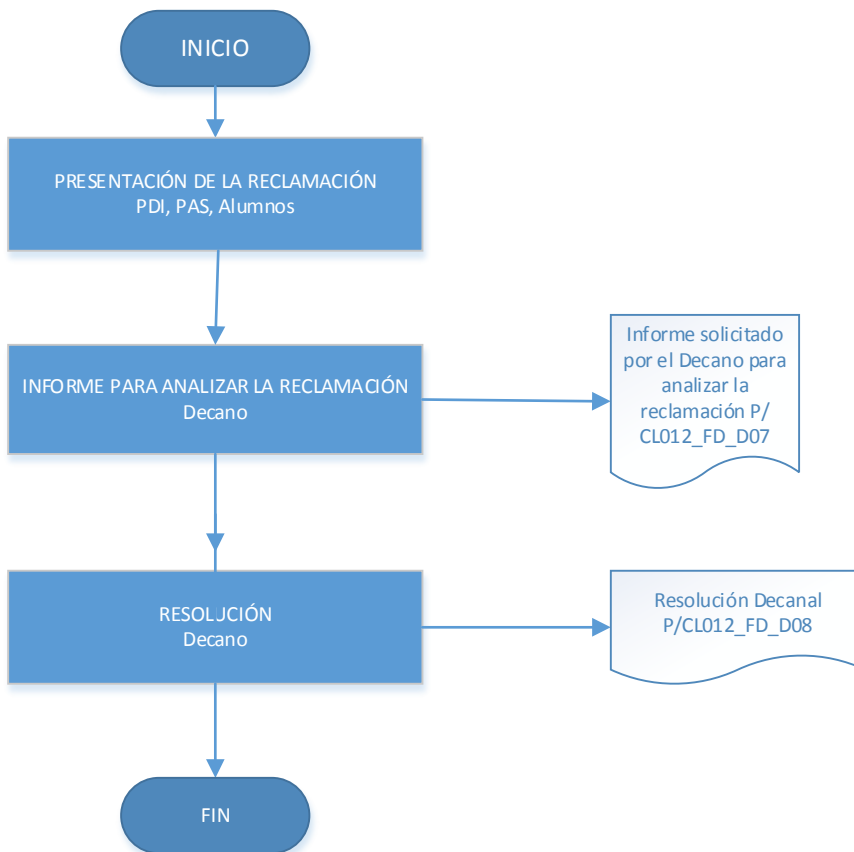 INICIO
PRESENTACIÓN DE LA RECLAMACIÓN
PDI, PAS, Alumnos
INFORME PARA ANALIZAR LA RECLAMACIÓN
Decano
Informe solicitado
por el Decano para
analizar la
reclamación P/
CL012_FD_D07
RESOLUCIÓN
Decano
Resolución Decanal
P/CL012_FD_D08
FIN